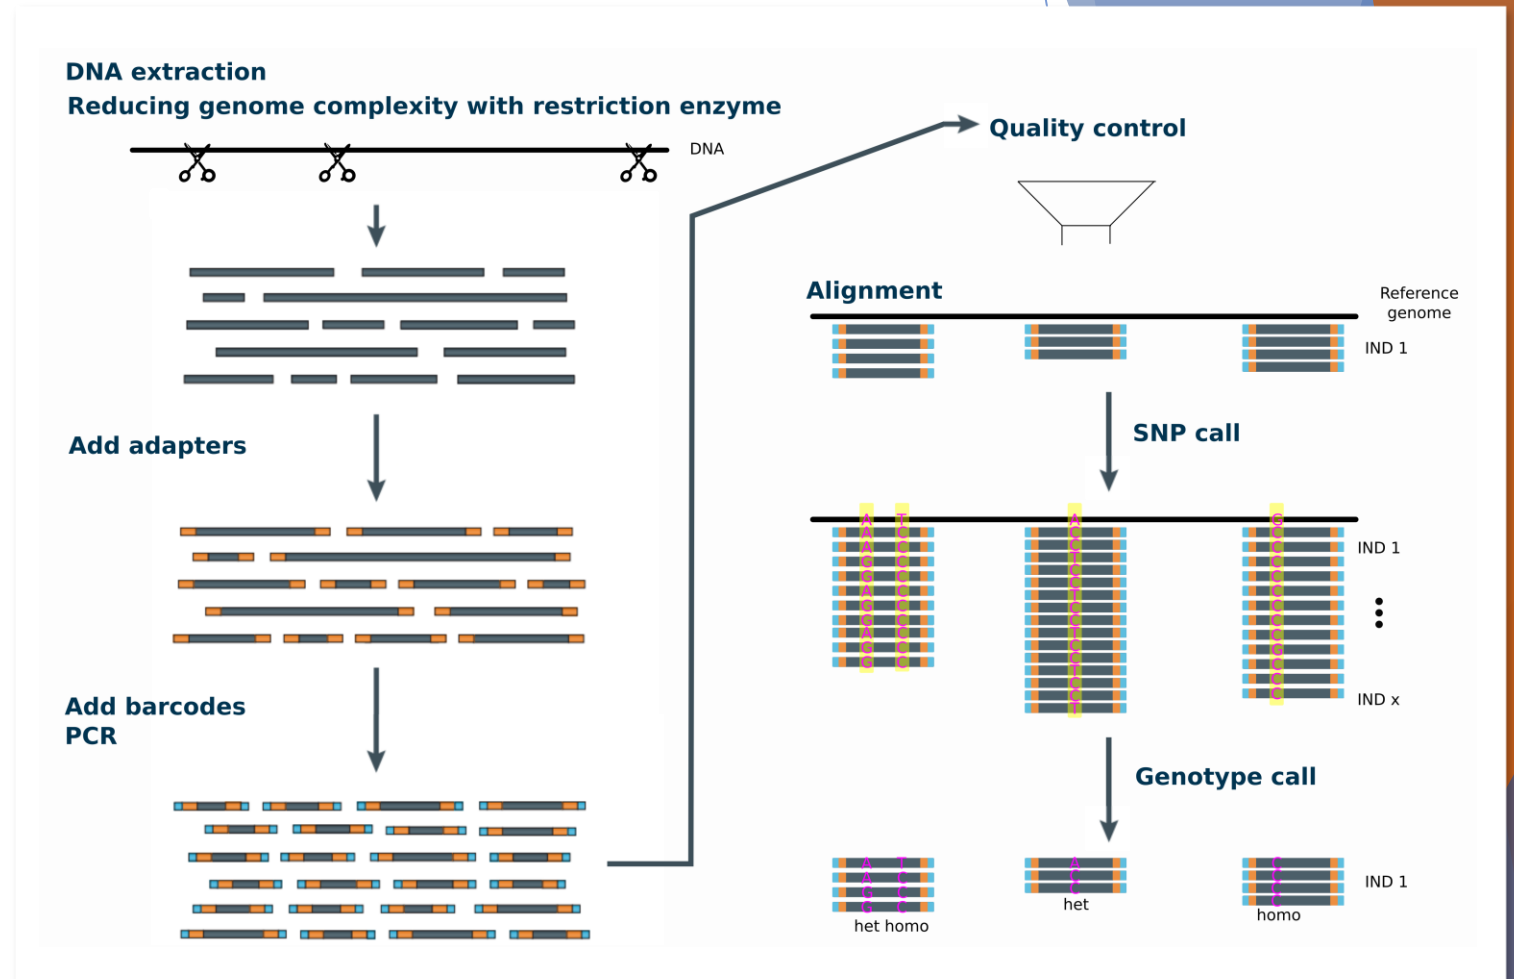 DNA extraction
Reducing genome complexity with restriction enzyme
DNA
Add adapters
Add barcodes
PCR
Quality control
Alignment
Reference
genome
IND 1
SNP call
A T
A C
A C
G C
G C
A C
G C
G C
A C
G C
G C
A
C
C
T
C
C
T
C
C
T
C
C
T
C
C
T
IND 1
IND x
Genotype call
A T
A C
G C
G C
het homo
A
C
C
het
C
C
C
C
homo
IND 1